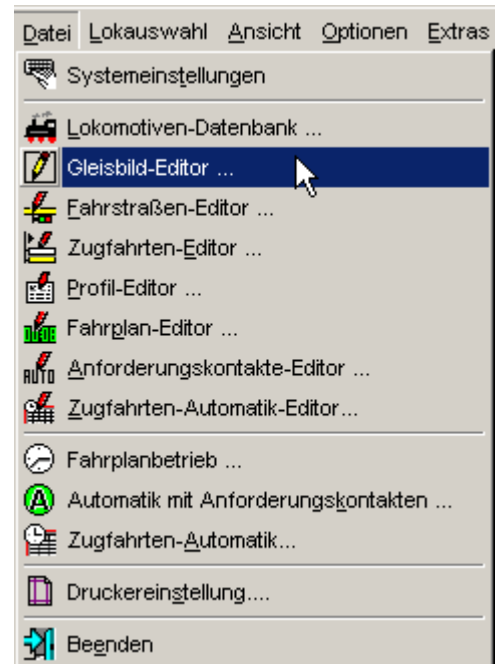 Datei Lokauswahl Ansicht Optionen Extras
Systemeinstellungen
Lokomotiven-Datenbank ...
Gleisbild-Editor ...
Fahrstraßen-Editor ...
Zugfahrten-Editor ...
Profil-Editor ...
Fahrplan-Editor ...
AUTO Anforderungskontakte-Editor ...
Zugfahrten-Automatik-Editor...
Fahrplanbetrieb ...
A Automatik mit Anforderungskontakten ...
Zugfahrten-Automatik...
Druckereinstellung....
Beenden